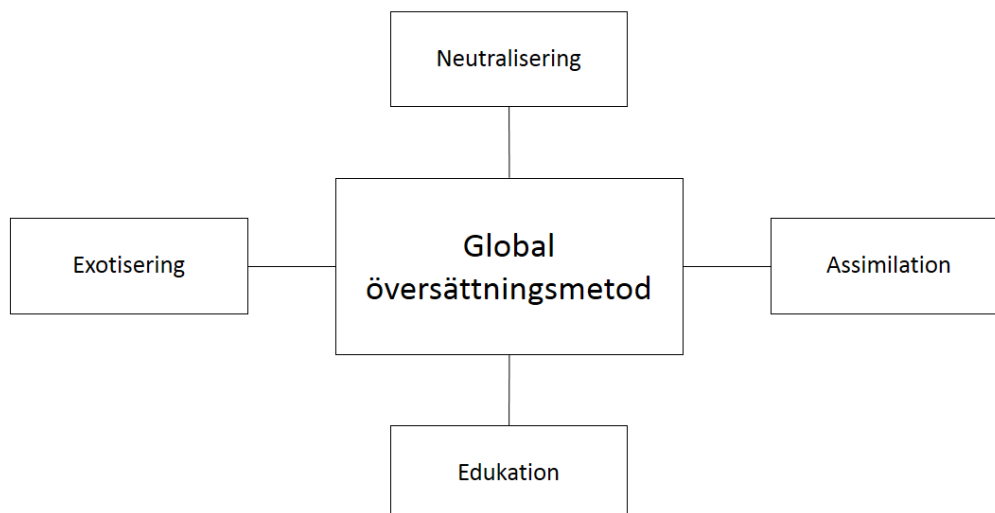 Neutralisering
Exotisering
Global
översättningsmetod
Assimilation
Edukation